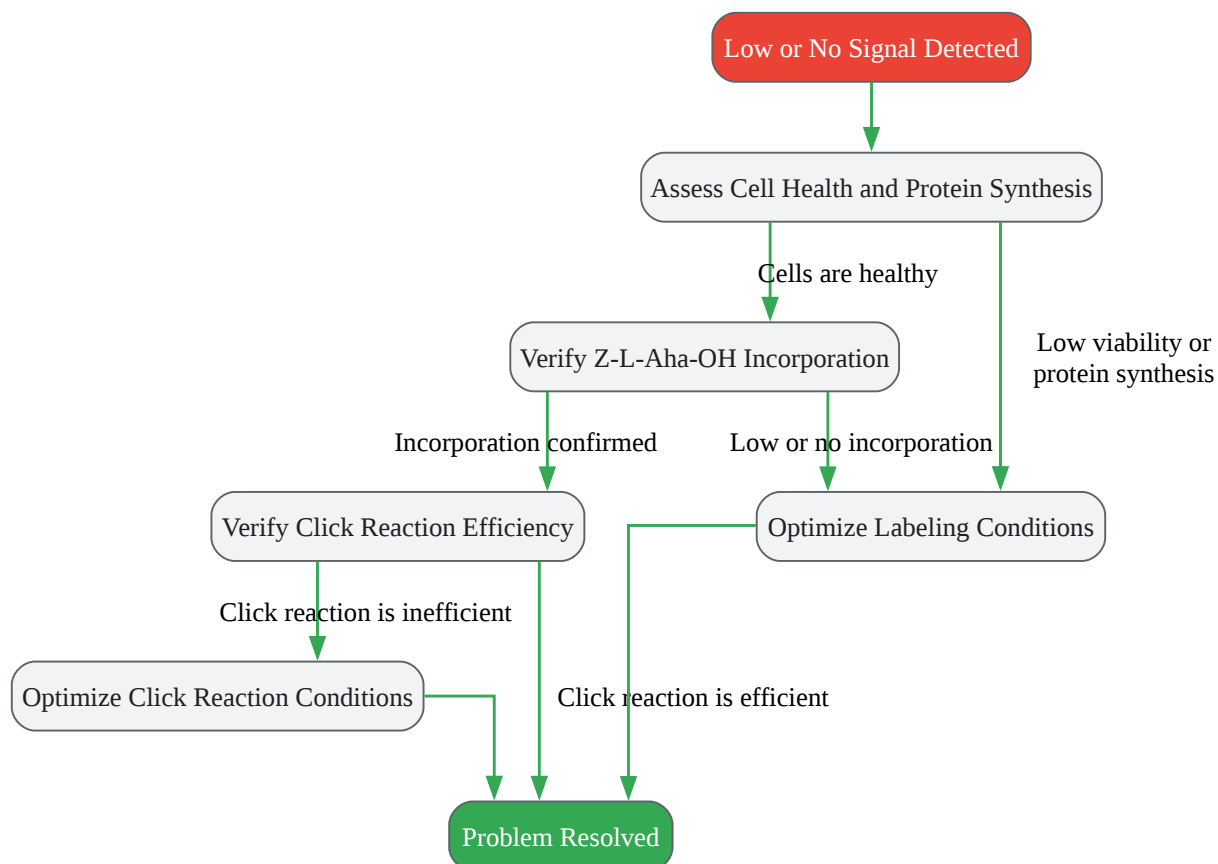 Low or No Signal Detected
Assess Cell Health and Protein Synthesis
Cells are healthy
Low viability or
protein synthesis
Verify Z-L-Aha-OH Incorporation
Incorporation confirmed
Low or no incorporation
Verify Click Reaction Efficiency
Optimize Labeling Conditions
Click reaction is inefficient
Optimize Click Reaction Conditions
Click reaction is efficient
Problem Resolved